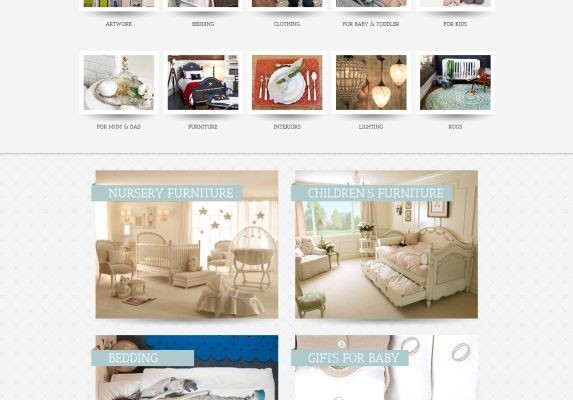 ARTWORK
BEDDING
CLOTHING
FOR BABY & TODDLER
FOR KIDS
FOR MUM & DAD
FURNITURE
INTERIORS
LIGHTING
RUGS
NURSERY FURNITURE
CHILDREN'S FURNITURE
BEDDING
GIFTS FOR BABY